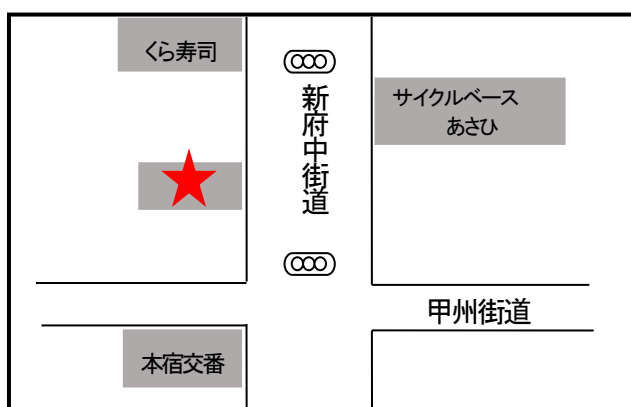 くら寿司
新府中街道
サイクルベース
あさひ
甲州街道
本宿交番